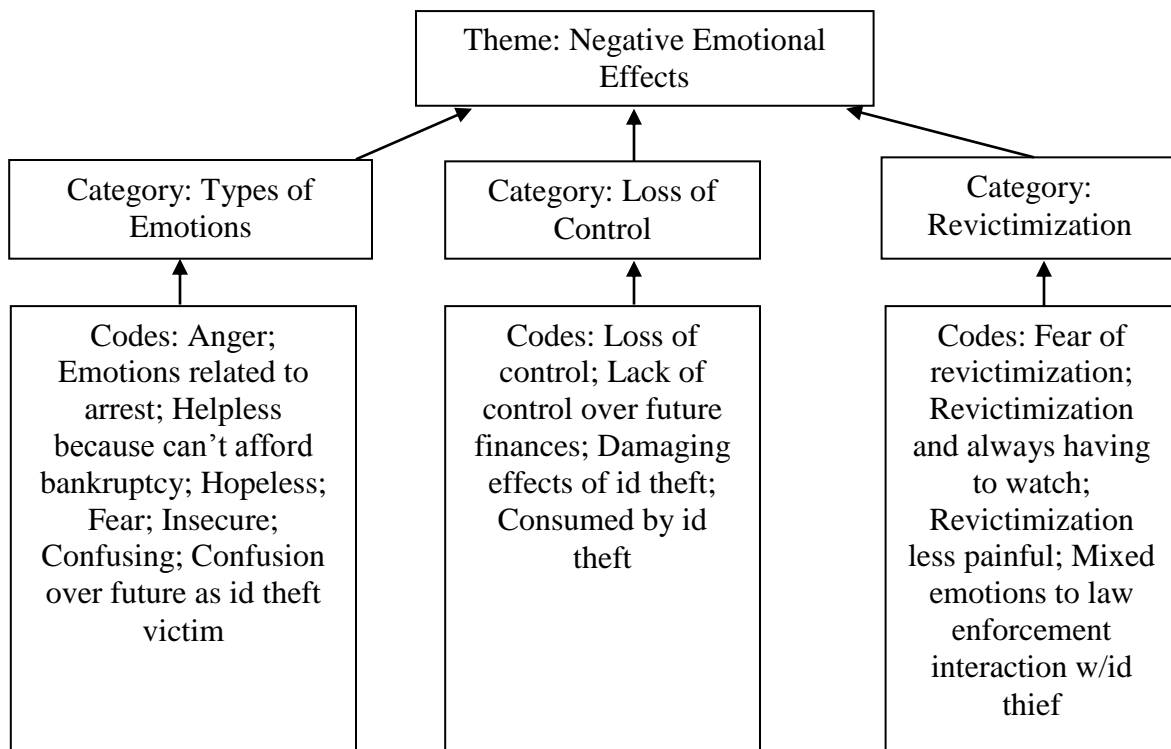 Theme: Negative Emotional
Effects
Category: Types of
Emotions
Category: Loss of
Control
Category:
Revictimization
Codes: Anger;
Emotions related to
arrest; Helpless
because can’t afford
bankruptcy; Hopeless;
Fear; Insecure;
Confusing; Confusion
over future as id theft
victim
Codes: Loss of
control; Lack of
control over future
finances; Damaging
effects of id theft;
Consumed by id
theft
Codes: Fear of
revictimization;
Revictimization
and always having
to watch;
Revictimization
less painful; Mixed
emotions to law
enforcement
interaction w/id
thief